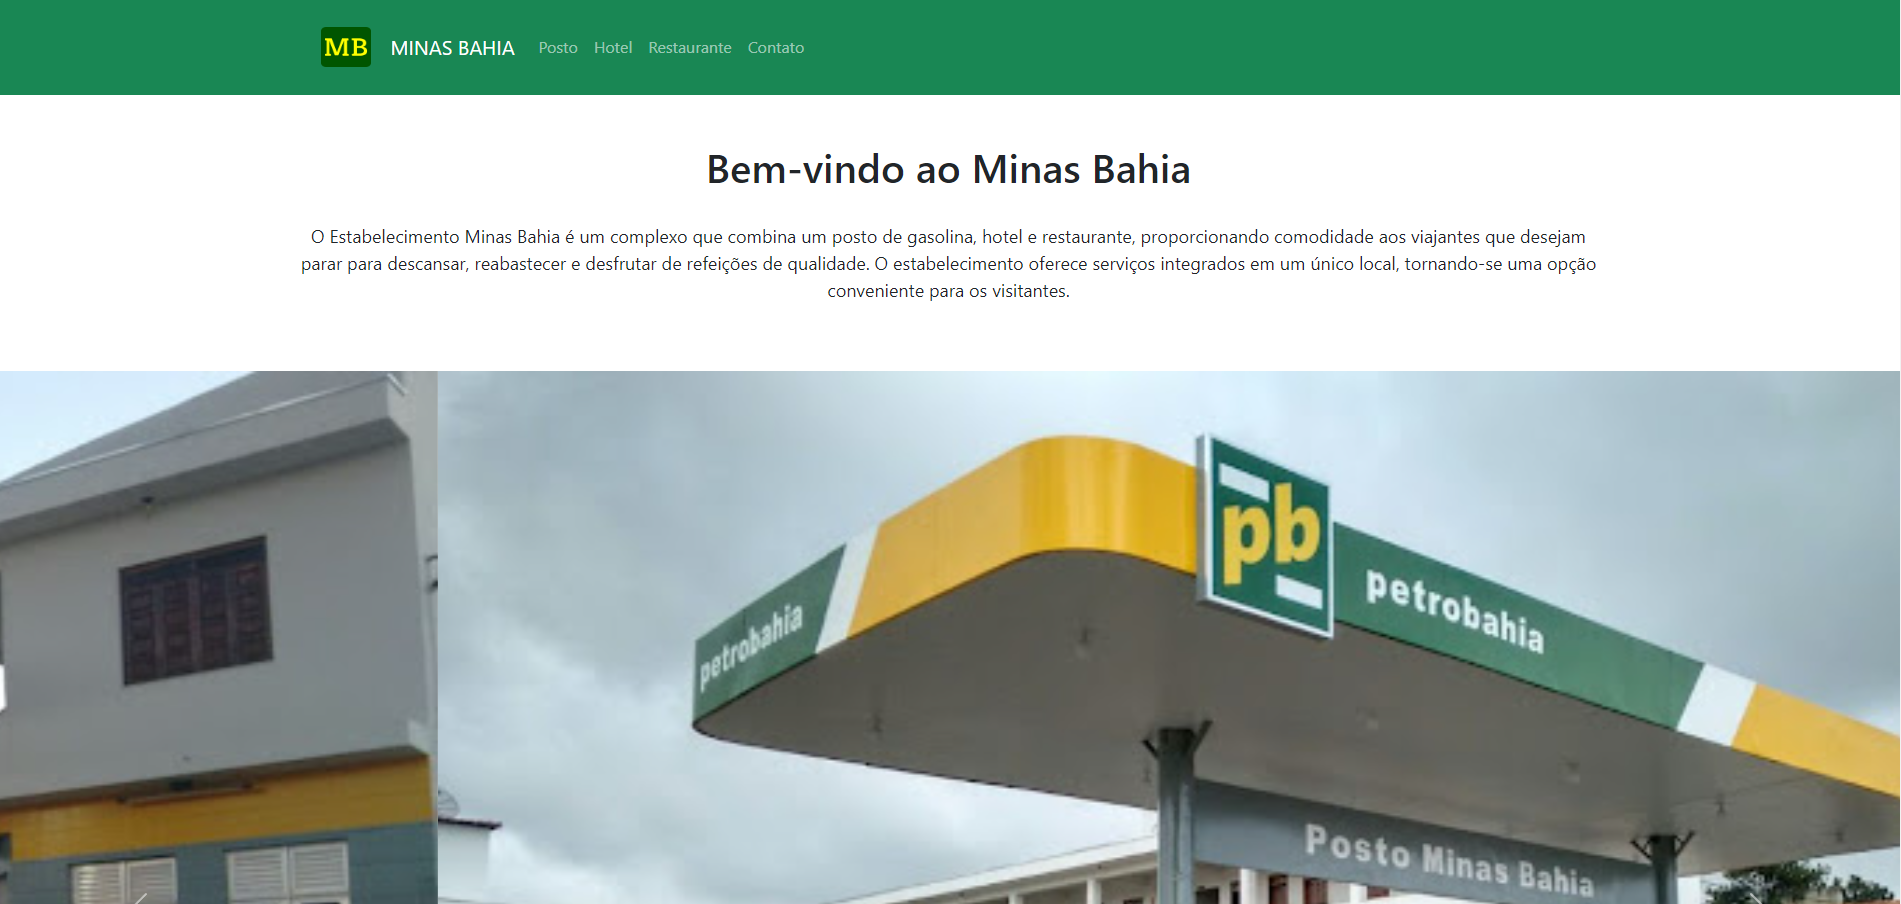 MB
MINAS BAHIA
Posto
Hotel
Restaurante
Contato
Bem-vindo ao Minas Bahia
O Estabelecimento Minas Bahia é um complexo que combina um posto de gasolina, hotel e restaurante, proporcionando comodidade aos viajantes que desejam
parar para descansar, reabastecer e desfrutar de refeições de qualidade. O estabelecimento oferece serviços integrados em um único local, tornando-se uma opção
conveniente para os visitantes.
pb
petrobahia
petrobahia
Posto Minas Bahia